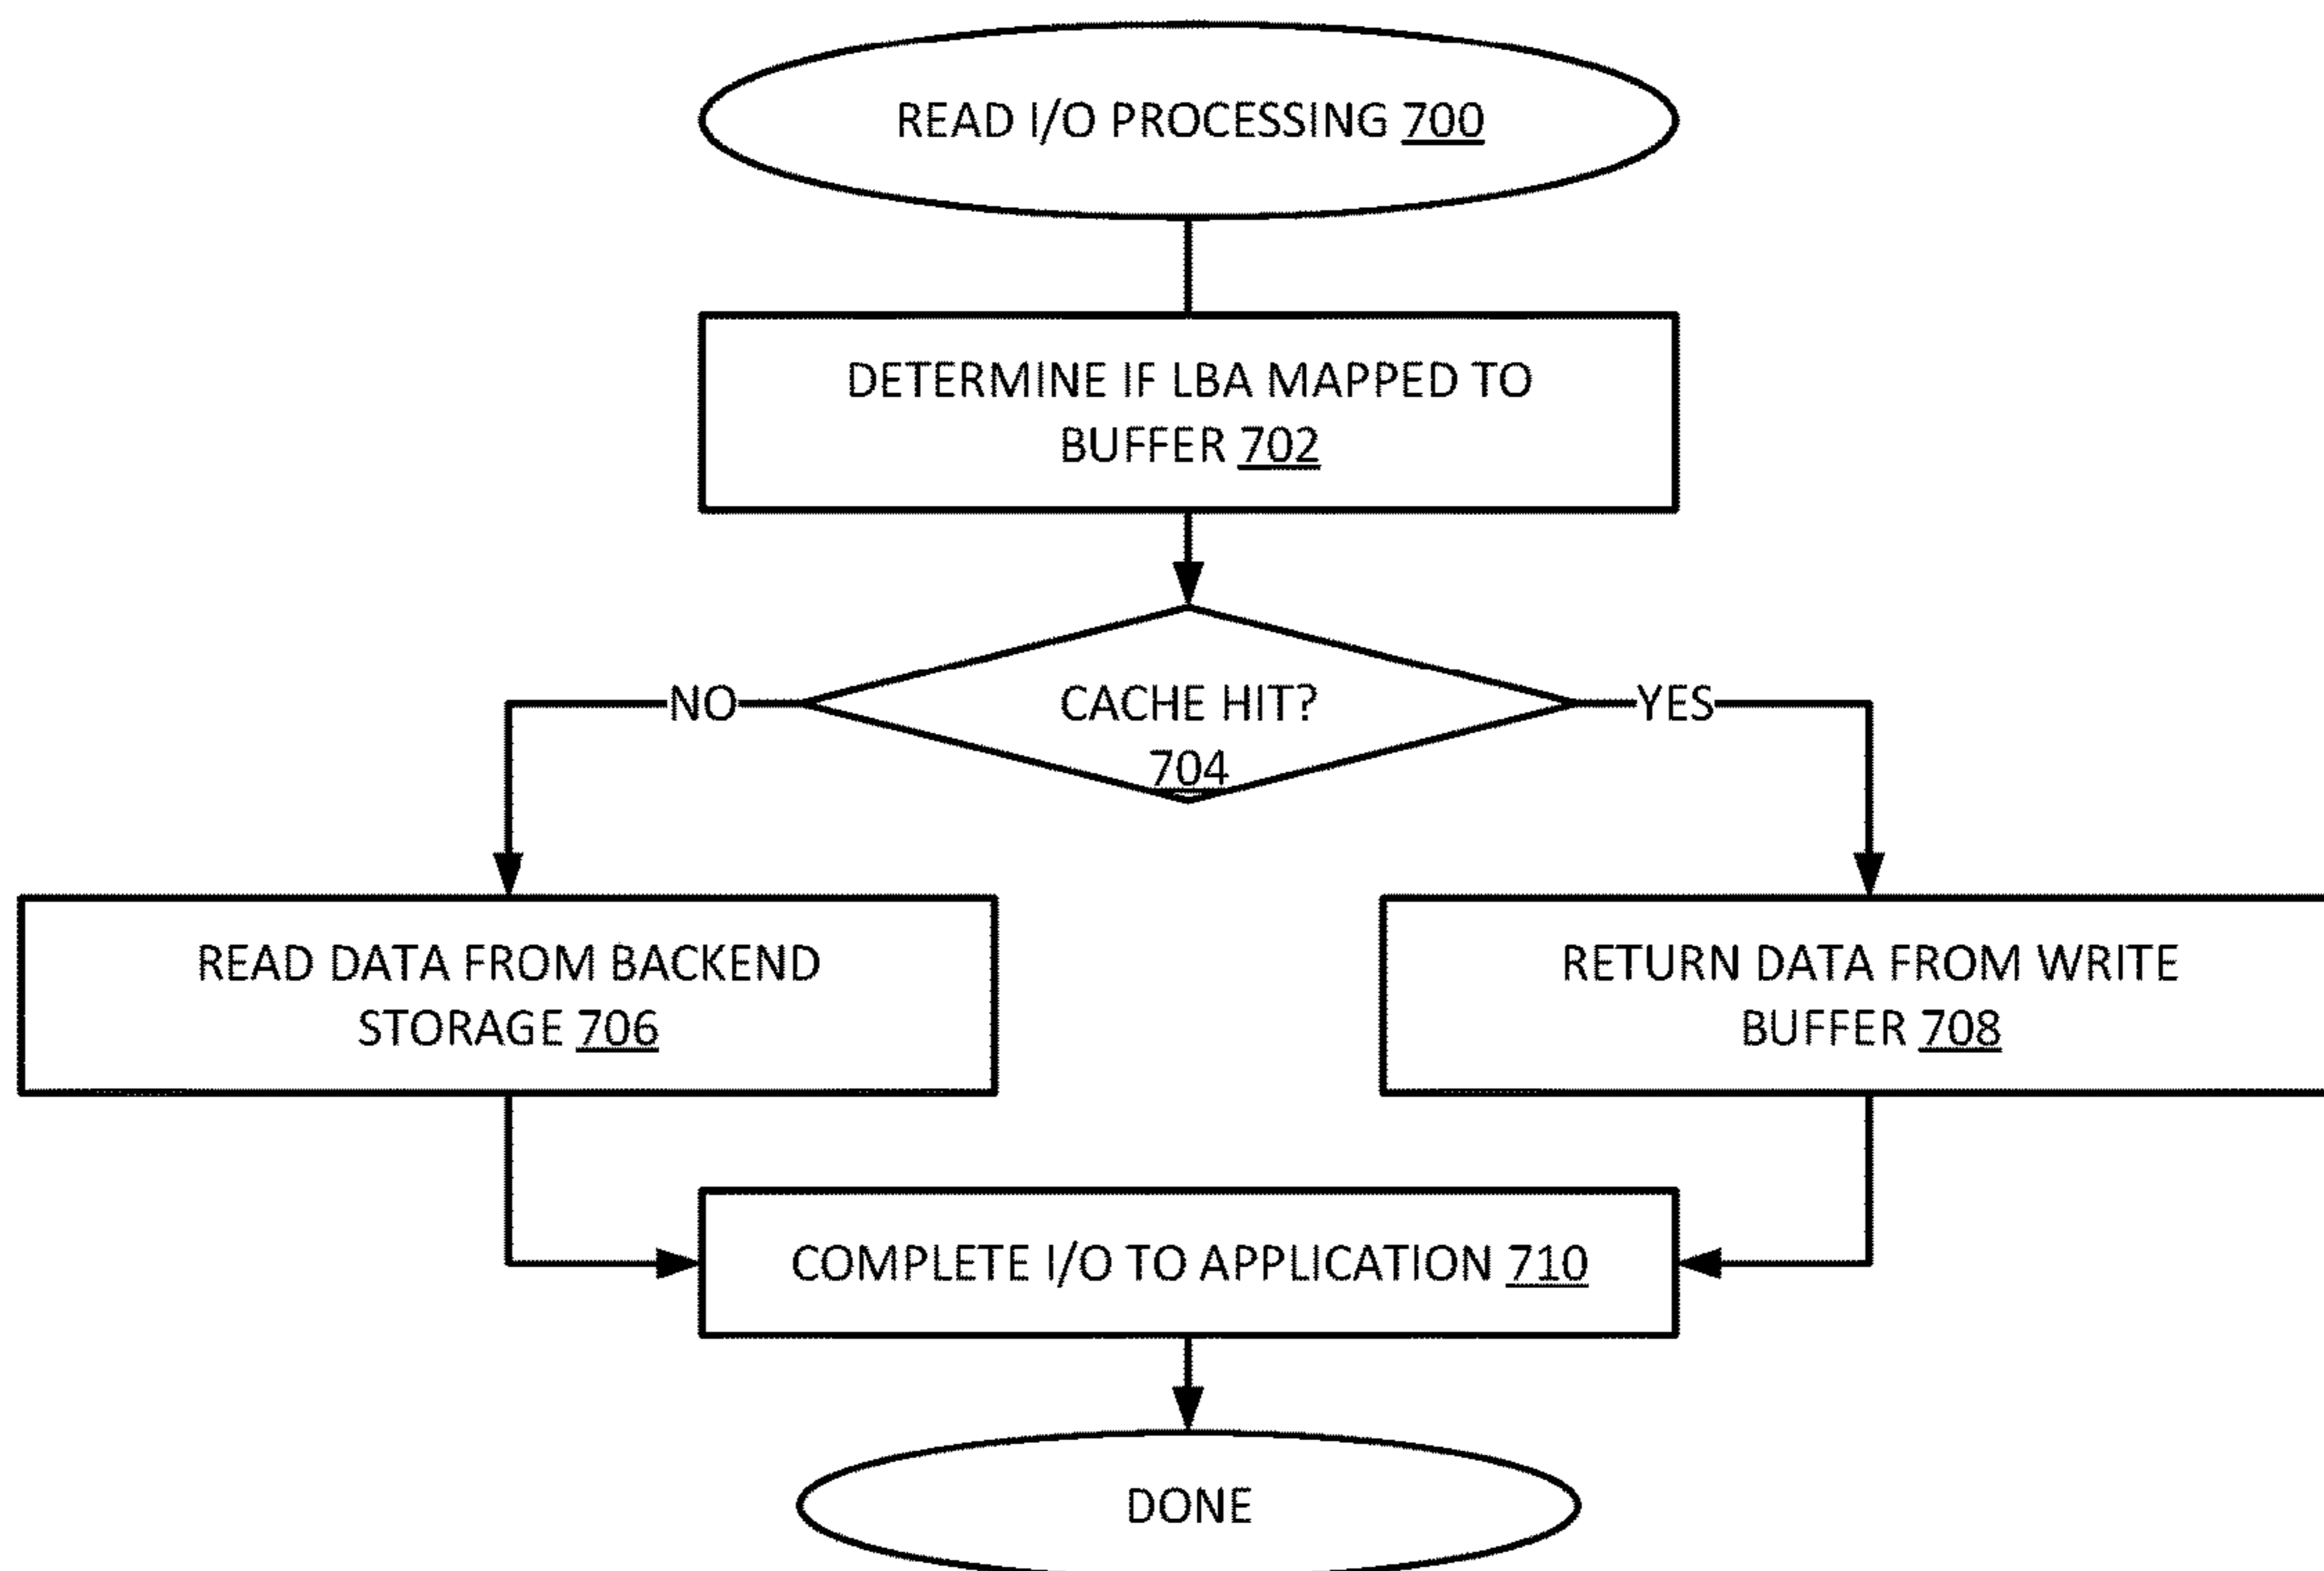 READ I/O PROCESSING 700
DETERMINE IF LBA MAPPED TO
BUFFER 702
CACHE HIT?
704
NO
YES
READ DATA FROM BACKEND
STORAGE 706
RETURN DATA FROM WRITE
BUFFER 708
COMPLETE I/O TO APPLICATION 710
DONE